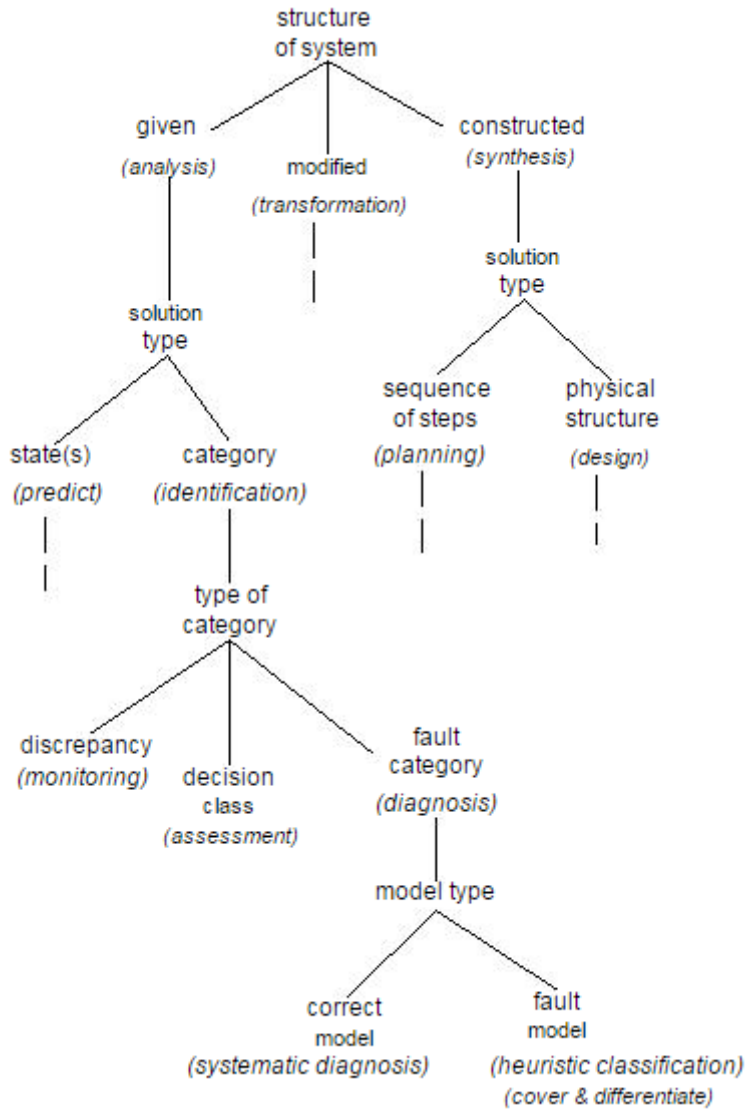 structure
of system
given
(analysis)
modified
(transformation)
constructed
(synthesis)
solution
type
solution
type
sequence
of steps
(planning)
physical
structure
(design)
state(s)
(predict)
category
(identification)
type of
category
discrepancy
(monitoring)
decision
class
(assessment)
fault
category
(diagnosis)
model type
correct
model
(systematic diagnosis)
fault
model
(heuristic classification)
(cover & differentiate)